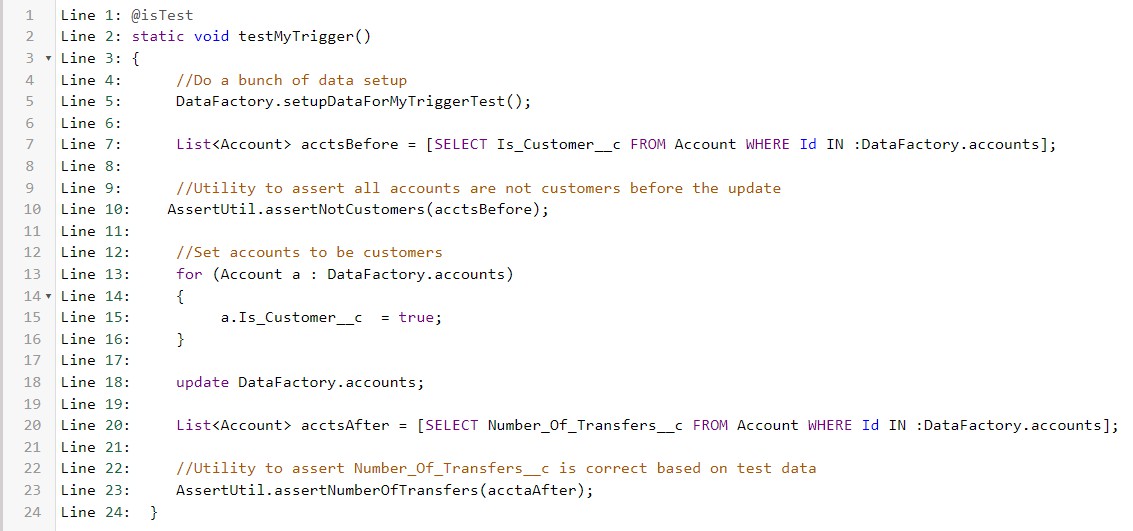 1 Line 1: @isTest
2 Line 2: static void testMyTrigger()
3 Line 3: {
4 Line 4: //Do a bunch of data setup
5 Line 5: DataFactory.setupDataForMyTriggerTest();
6 Line 6:
7 Line 7: List<Account> acctsBefore = [SELECT Is_Customer__c FROM Account WHERE Id IN :DataFactory.accounts];
8 Line 8:
9 Line 9: //Utility to assert all accounts are not customers before the update
10 Line 10: AssertUtil.assertNotCustomers(acctsBefore);
11 Line 11:
12 Line 12: //Set accounts to be customers
13 Line 13: for (Account a : DataFactory.accounts)
14 Line 14: {
15 Line 15: a.Is_Customer__c = true;
16 Line 16: }
17 Line 17:
18 Line 18: update DataFactory.accounts;
19 Line 19:
20 Line 20: List<Account> acctsAfter = [SELECT Number_Of_Transfers__c FROM Account WHERE Id IN :DataFactory.accounts];
21 Line 21:
22 Line 22: //Utility to assert Number_Of_Transfers__c is correct based on test data
23 Line 23: AssertUtil.assertNumberOfTransfers(acctaAfter);
24 Line 24: }